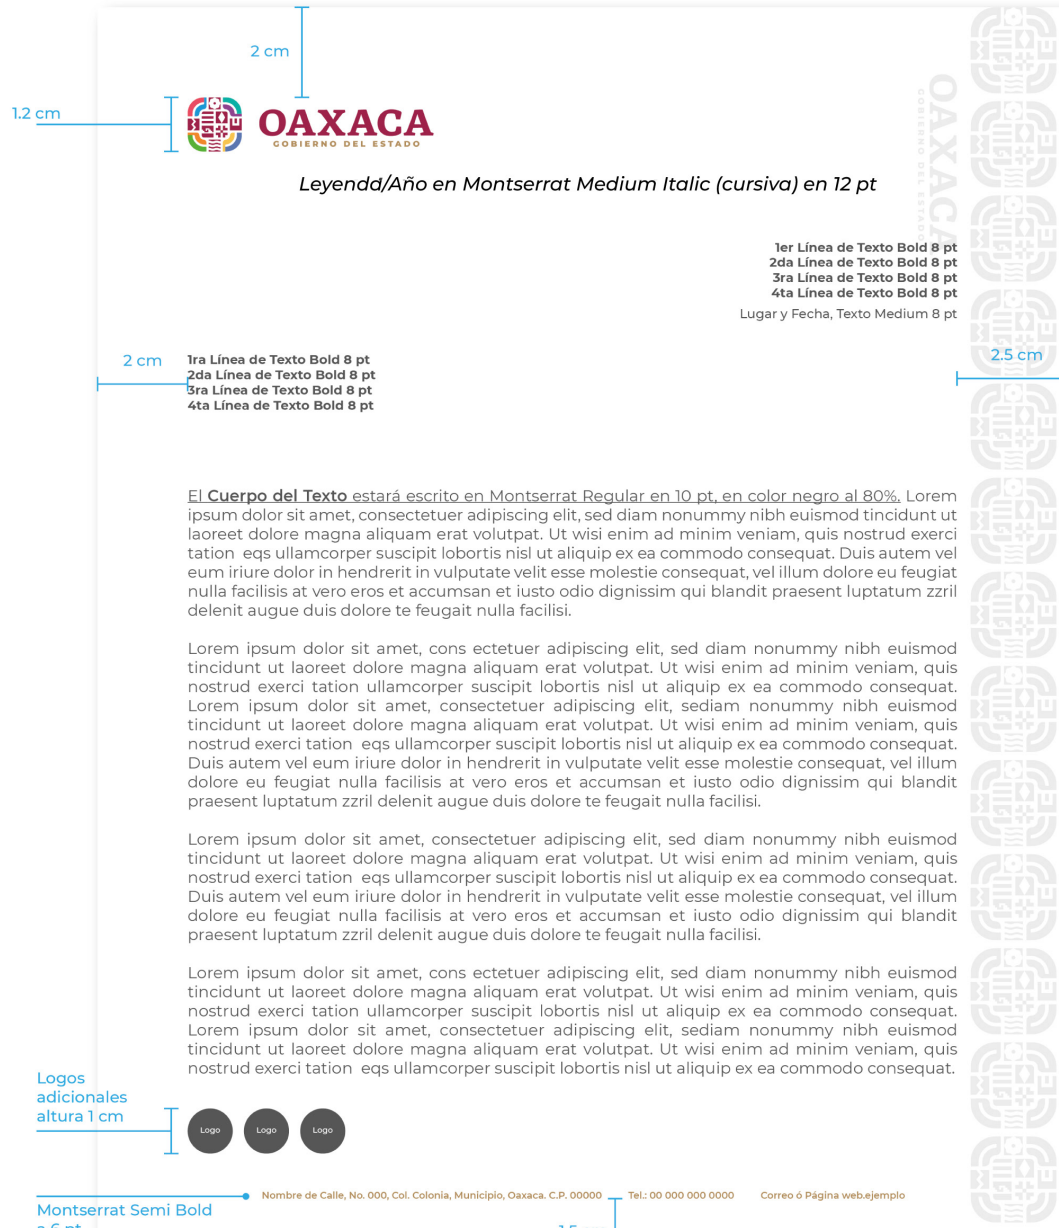 2 cm
1.2 cm
OAXACA
GOBIERNO DEL ESTADO
OAXACA
GOBIERNO DEL ESTADO
Leyenda/Año en Montserrat Medium Italic (cursiva) en 12 pt
1er Línea de Texto Bold 8 pt
2da Línea de Texto Bold 8 pt
3ra Línea de Texto Bold 8 pt
4ta Línea de Texto Bold 8 pt
Lugar y Fecha, Texto Medium 8 pt
2 cm
2.5 cm
1ra Línea de Texto Bold 8 pt
2da Línea de Texto Bold 8 pt
3ra Línea de Texto Bold 8 pt
4ta Línea de Texto Bold 8 pt
El Cuerpo del Texto estará escrito en Montserrat Regular en 10 pt, en color negro al 80%. Lorem
ipsum dolor sit amet, consectetuer adipiscing elit, sed diam nonummy nibh euismod tincidunt ut
laoreet dolore magna aliquam erat volutpat. Ut wisi enim ad minim veniam, quis nostrud exerci
tation eqs ullamcorper suscipit lobortis nisl ut aliquip ex ea commodo consequat. Duis autem vel
eum iriure dolor in hendrerit in vulputate velit esse molestie consequat, vel illum dolore eu feugiat
nulla facilisis at vero eros et accumsan et iusto odio dignissim qui blandit praesent luptatum zzril
delenit augue duis dolore te feugait nulla facilisi.
Lorem ipsum dolor sit amet, cons ectetuer adipiscing elit, sed diam nonummy nibh euismod
tincidunt ut laoreet dolore magna aliquam erat volutpat. Ut wisi enim ad minim veniam, quis
nostrud exerci tation ullamcorper suscipit lobortis nisl ut aliquip ex ea commodo consequat.
Lorem ipsum dolor sit amet, consectetuer adipiscing elit, sediam nonummy nibh euismod
tincidunt ut laoreet dolore magna aliquam erat volutpat. Ut wisi enim ad minim veniam, quis
nostrud exerci tation eqs ullamcorper suscipit lobortis nisl ut aliquip ex ea commodo consequat.
Duis autem vel eum iriure dolor in hendrerit in vulputate velit esse molestie consequat, vel illum
dolore eu feugiat nulla facilisis at vero eros et accumsan et iusto odio dignissim qui blandit
praesent luptatum zzril delenit augue duis dolore te feugait nulla facilisi.
Lorem ipsum dolor sit amet, consectetuer adipiscing elit, sed diam nonummy nibh euismod
tincidunt ut laoreet dolore magna aliquam erat volutpat. Ut wisi enim ad minim veniam, quis
nostrud exerci tation eqs ullamcorper suscipit lobortis nisl ut aliquip ex ea commodo consequat.
Duis autem vel eum iriure dolor in hendrerit in vulputate velit esse molestie consequat, vel illum
dolore eu feugiat nulla facilisis at vero eros et accumsan et iusto odio dignissim qui blandit
praesent luptatum zzril delenit augue duis dolore te feugait nulla facilisi.
Lorem ipsum dolor sit amet, cons ectetuer adipiscing elit, sed diam nonummy nibh euismod
tincidunt ut laoreet dolore magna aliquam erat volutpat. Ut wisi enim ad minim veniam, quis
nostrud exerci tation ullamcorper suscipit lobortis nisl ut aliquip ex ea commodo consequat.
Lorem ipsum dolor sit amet, consectetuer adipiscing elit, sediam nonummy nibh euismod
tincidunt ut laoreet dolore magna aliquam erat volutpat. Ut wisi enim ad minim veniam, quis
nostrud exerci tation eqs ullamcorper suscipit lobortis nisl ut aliquip ex ea commodo consequat.
Logos
adicionales
altura 1 cm
Logo Logo Logo
Nombre de Calle, No. 000, Col. Colonia, Municipio, Oaxaca. C.P. 00000 Tel.: 00 000 000 0000 Correo ó Página web.ejemplo
Montserrat Semi Bold